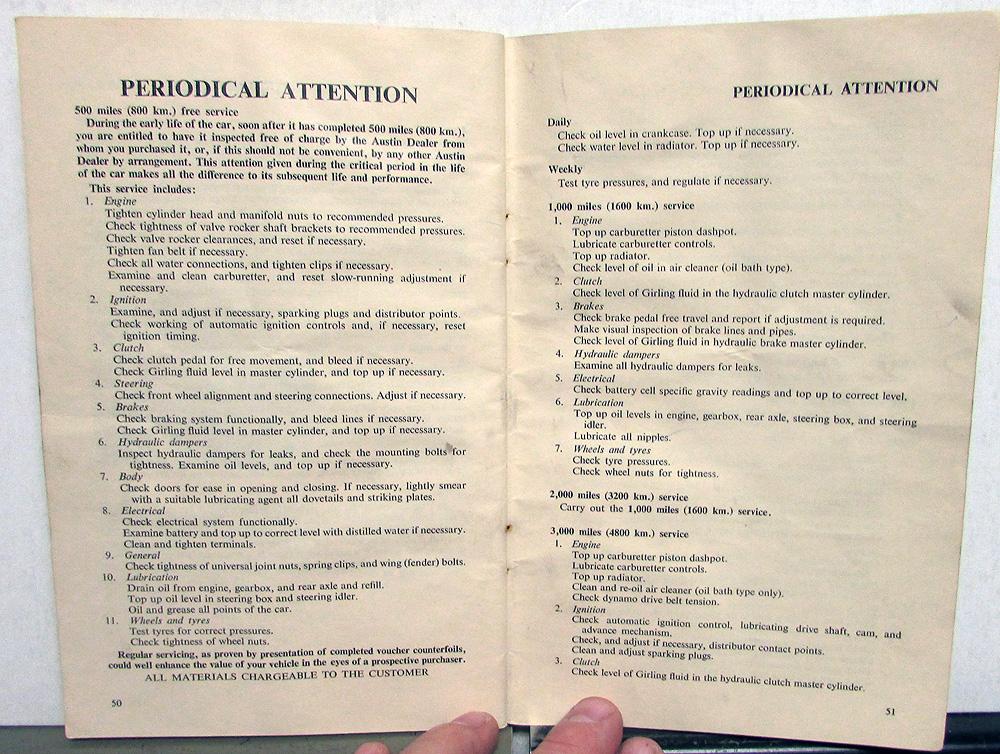 PERIODICAL ATTENTION
500 miles (800 km.) free service
During the early life of the car, soon after it has completed 500 miles (800 km.),
you are entitled to have it inspected free of charge by the Austin Dealer from
whom you purchased it, or, if this should not be convenient, by any other Austin
Dealer by arrangement. This attention given during the critical period in the life
of the car makes all the difference to its subsequent life and performance.
This service includes:
1. Engine
Tighten cylinder head and manifold nuts to recommended pressures.
Check tightness of valve rocker shaft brackets to recommended pressures.
Check valve rocker clearances, and reset if necessary.
Tighten fan belt if necessary.
Check all water connections, and tighten clips if necessary.
Examine and clean carburetter, and reset slow-running adjustment if
necessary.
2. Ignition
Examine, and adjust if necessary, sparking plugs and distributor points.
Check working of automatic ignition controls and, if necessary, reset
ignition timing.
3. Clutch
Check clutch pedal for free movement, and bleed if necessary.
Check Girling fluid level in master cylinder, and top up if necessary.
4. Steering
Check front wheel alignment and steering connections. Adjust if necessary.
5. Brakes
Check braking system functionally, and bleed lines if necessary.
Check Girling fluid level in master cylinder, and top up if necessary.
6. Hydraulic dampers
Inspect hydraulic dampers for leaks, and check the mounting bolts for
tightness. Examine oil levels, and top up if necessary.
7. Body
Check doors for ease in opening and closing. If necessary, lightly smear
with a suitable lubricating agent all dovetails and striking plates.
8. Electrical
Check electrical system functionally.
Examine battery and top up to correct level with distilled water if necessary.
Clean and tighten terminals.
9. General
Check tightness of universal joint nuts, spring clips, and wing (fender) bolts.
10. Lubrication
Drain oil from engine, gearbox, and rear axle and refill.
Top up oil level in steering box and steering idler.
Oil and grease all points of the car.
11. Wheels and tyres
Test tyres for correct pressures.
Check tightness of wheel nuts.
Regular servicing, as proven by presentation of completed voucher counterfoils,
could well enhance the value of your vehicle in the eyes of a prospective purchaser.
ALL MATERIALS CHARGEABLE TO THE CUSTOMER
50
PERIODICAL ATTENTION
Daily
Check oil level in crankcase. Top up if necessary.
Check water level in radiator. Top up if necessary.
Weekly
Test tyre pressures, and regulate if necessary.
1,000 miles (1600 km.) service
1. Engine
Top up carburetter piston dashpot.
Lubricate carburetter controls.
Top up radiator.
Check level of oil in air cleaner (oil bath type).
2. Clutch
Check level of Girling fluid in the hydraulic clutch master cylinder.
3. Brakes
Check brake pedal free travel and report if adjustment is required.
Make visual inspection of brake lines and pipes.
Check level of Girling fluid in hydraulic brake master cylinder.
4. Hydraulic dampers
Examine all hydraulic dampers for leaks.
5. Electrical
Check battery cell specific gravity readings and top up to correct level.
6. Lubrication
Top up oil levels in engine, gearbox, rear axle, steering box, and steering
idler.
Lubricate all nipples.
7. Wheels and tyres
Check tyre pressures.
Check wheel nuts for tightness.
2,000 miles (3200 km.) service
Carry out the 1,000 miles (1600 km.) service.
3,000 miles (4800 km.) service
1. Engine
Top up carburetter piston dashpot.
Lubricate carburetter controls.
Top up radiator.
Clean and re-oil air cleaner (oil bath type only).
Check dynamo drive belt tension.
2. Ignition
Check automatic ignition control, lubricating drive shaft, cam, and
advance mechanism.
Check, and adjust if necessary, distributor contact points.
Clean and adjust sparking plugs.
3. Clutch
Check level of Girling fluid in the hydraulic clutch master cylinder.
51